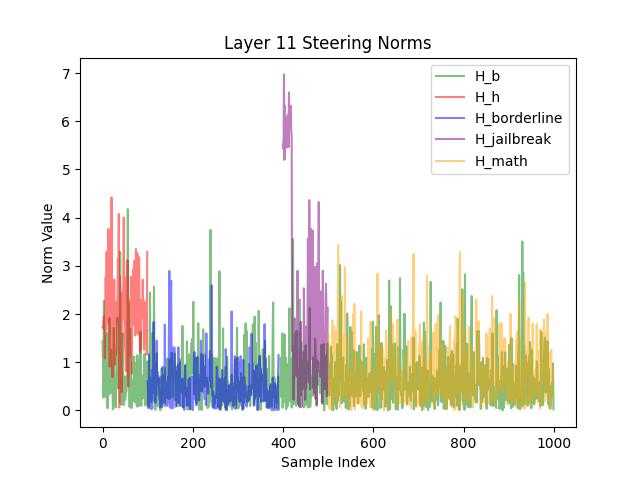 Layer 11 Steering Norms
7
6
5
4
3
2
1
0
Norm Value
H_b
H_h
H_borderline
H_jailbreak
H_math
0 200 400 600 800 1000
Sample Index